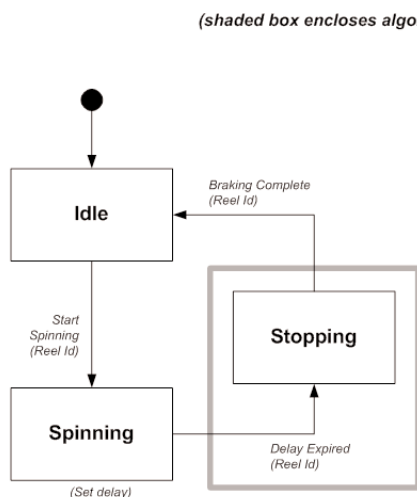 (shaded box encloses algo
Braking Complete
(Reel Id)
Idle
Start
Spinning
(Reel Id)
Stopping
Spinning
Delay Expired
(Reel Id)
(Set delay)